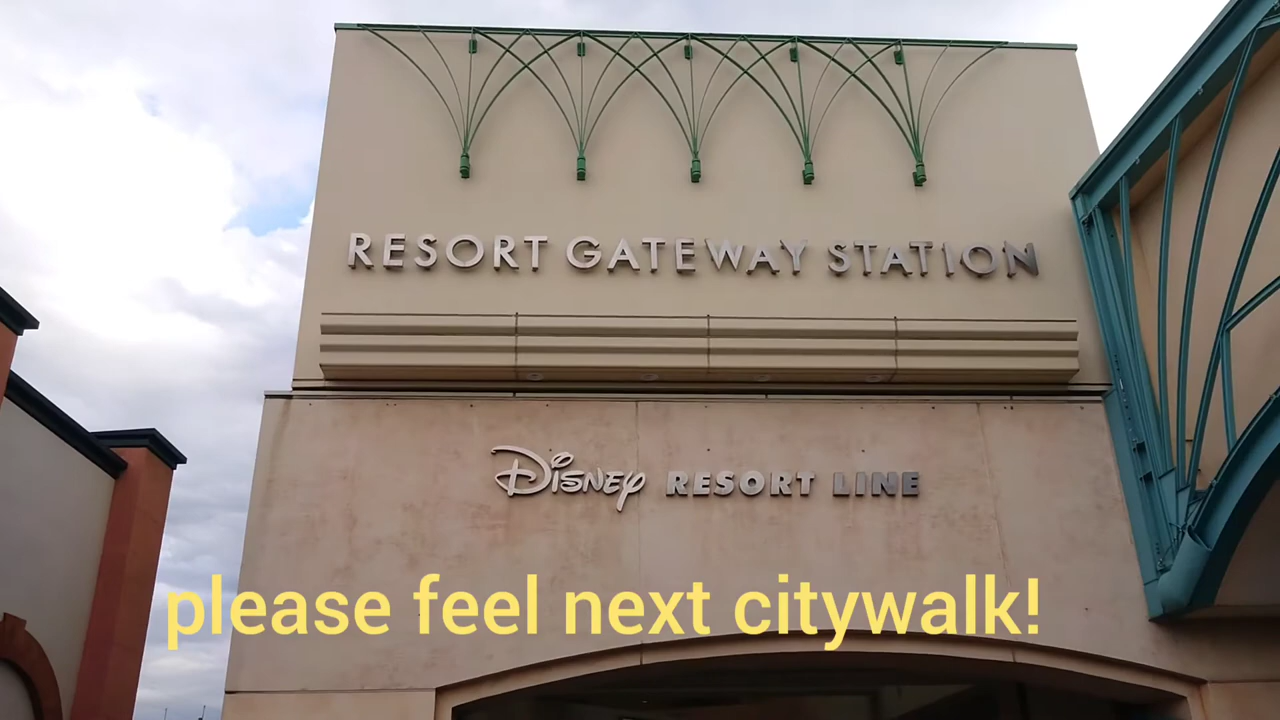 RESORT GATEWAY STATION
Disney RESORT LINE
please feel next citywalk!